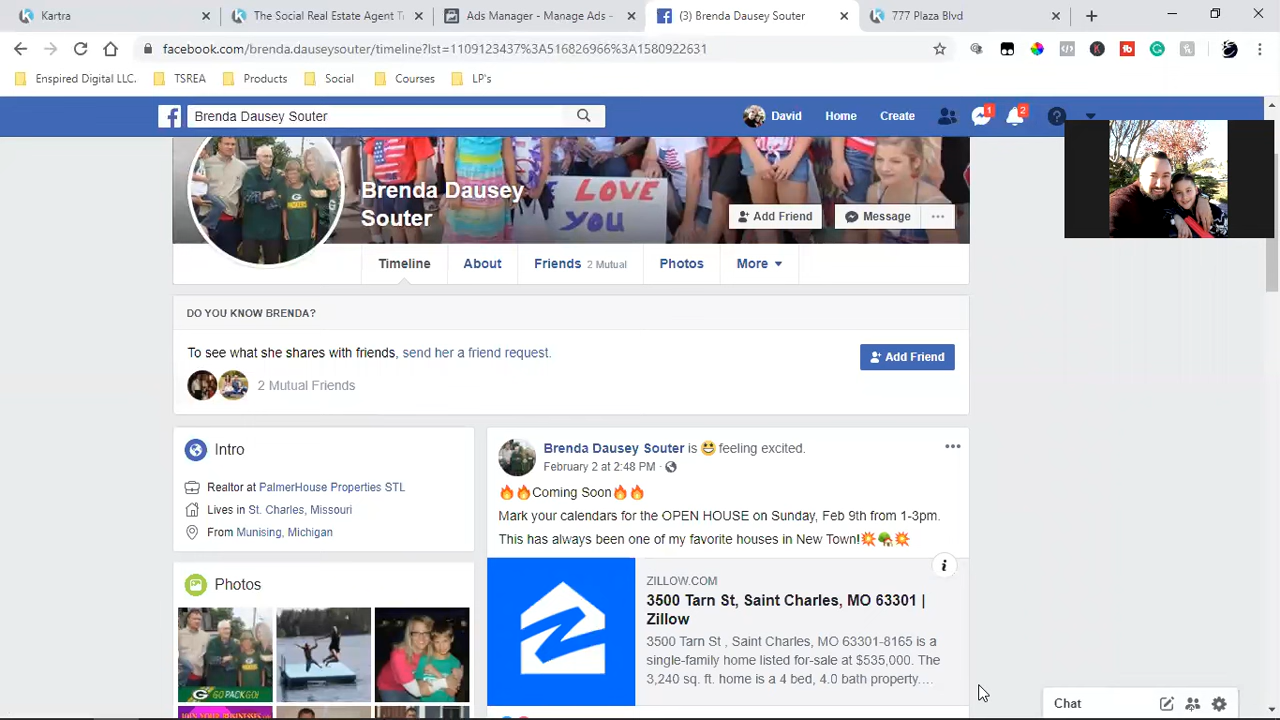 Kartra
The Social Real Estate Agent T
Ads Manager - Manage Ads -
(3) Brenda Dausey Souter
777 Plaza Blvd
facebook.com/brenda.dauseysouter/timeline?lst=1109123437%3A516826966%3A1580922631
Enspired Digital LLC.
TSREA
Products
Social
Courses
LP's
Brenda Dausey Souter
David
Home
Create
1
2
LOVE
YOU
Brenda Dausey
Souter
Add Friend
Message
Timeline
About
Friends 2 Mutual
Photos
More
DO YOU KNOW BRENDA?
To see what she shares with friends, send her a friend request.
Add Friend
2 Mutual Friends
Intro
Realtor at PalmerHouse Properties STL
Lives in St. Charles, Missouri
From Munising, Michigan
Photos
GO PACK GO!
Brenda Dausey Souter is 😃 feeling excited.
February 2 at 2:48 PM ·
🔥🔥Coming Soon🔥🔥
Mark your calendars for the OPEN HOUSE on Sunday, Feb 9th from 1-3pm.
This has always been one of my favorite houses in New Town!💥🏡💥
ZILLOW.COM
3500 Tarn St, Saint Charles, MO 63301 |
Zillow
3500 Tarn St , Saint Charles, MO 63301-8165 is a
single-family home listed for-sale at $535,000. The
3,240 sq. ft. home is a 4 bed, 4.0 bath property....
Chat